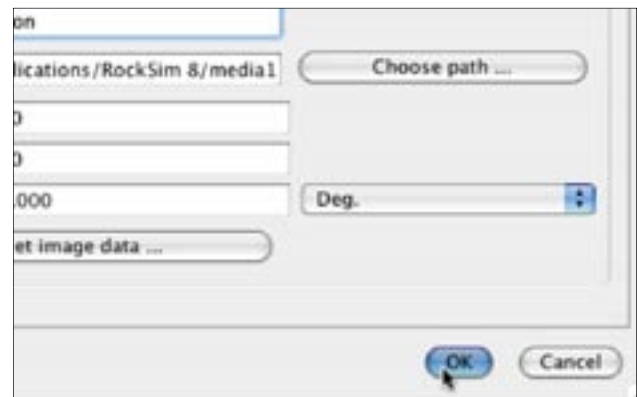 on
lications/RockSim 8/media1 Choose path ...
0
0
.000 Deg.
et image data ...
OK Cancel